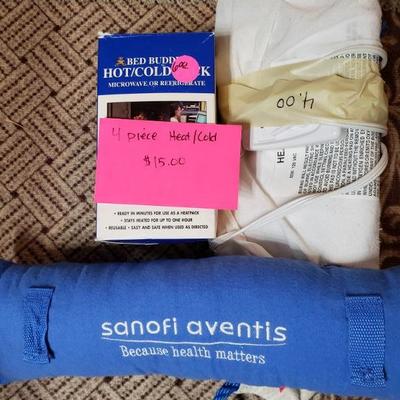 BED BUDDY
HOT/COLD PACK
MICROWAVE OR REFRIGERATE
6.00
4 piece Heat/Cold
$15.00
• READY IN MINUTES FOR USE AS A HEATPACK
• STAYS HEATED FOR UP TO ONE HOUR
• REUSABLE • EASY AND SAFE WHEN USED AS DIRECTED
4.00
sanofi aventis
Because health matters